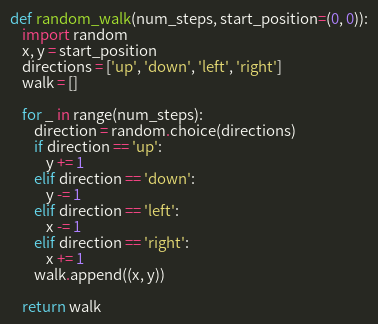 def random_walk(num_steps, start_position=(0, 0)):
    import random
    x, y = start_position
    directions = ['up', 'down', 'left', 'right']
    walk = []

    for _ in range(num_steps):
        direction = random.choice(directions)
        if direction == 'up':
            y += 1
        elif direction == 'down':
            y -= 1
        elif direction == 'left':
            x -= 1
        elif direction == 'right':
            x += 1
        walk.append((x, y))

    return walk